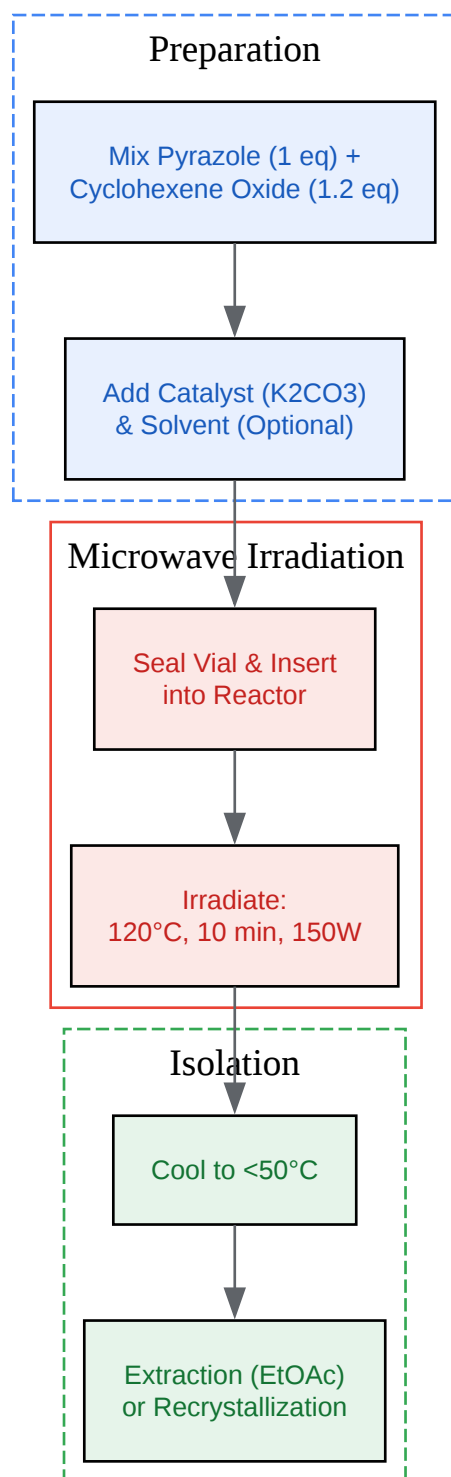 Preparation
Mix Pyrazole (1 eq) +
Cyclohexene Oxide (1.2 eq)
Add Catalyst (K2CO3)
& Solvent (Optional)
Microwave Irradiation
Seal Vial & Insert
into Reactor
Irradiate:
120°C, 10 min, 150W
Isolation
Cool to <50°C
Extraction (EtOAc)
or Recrystallization